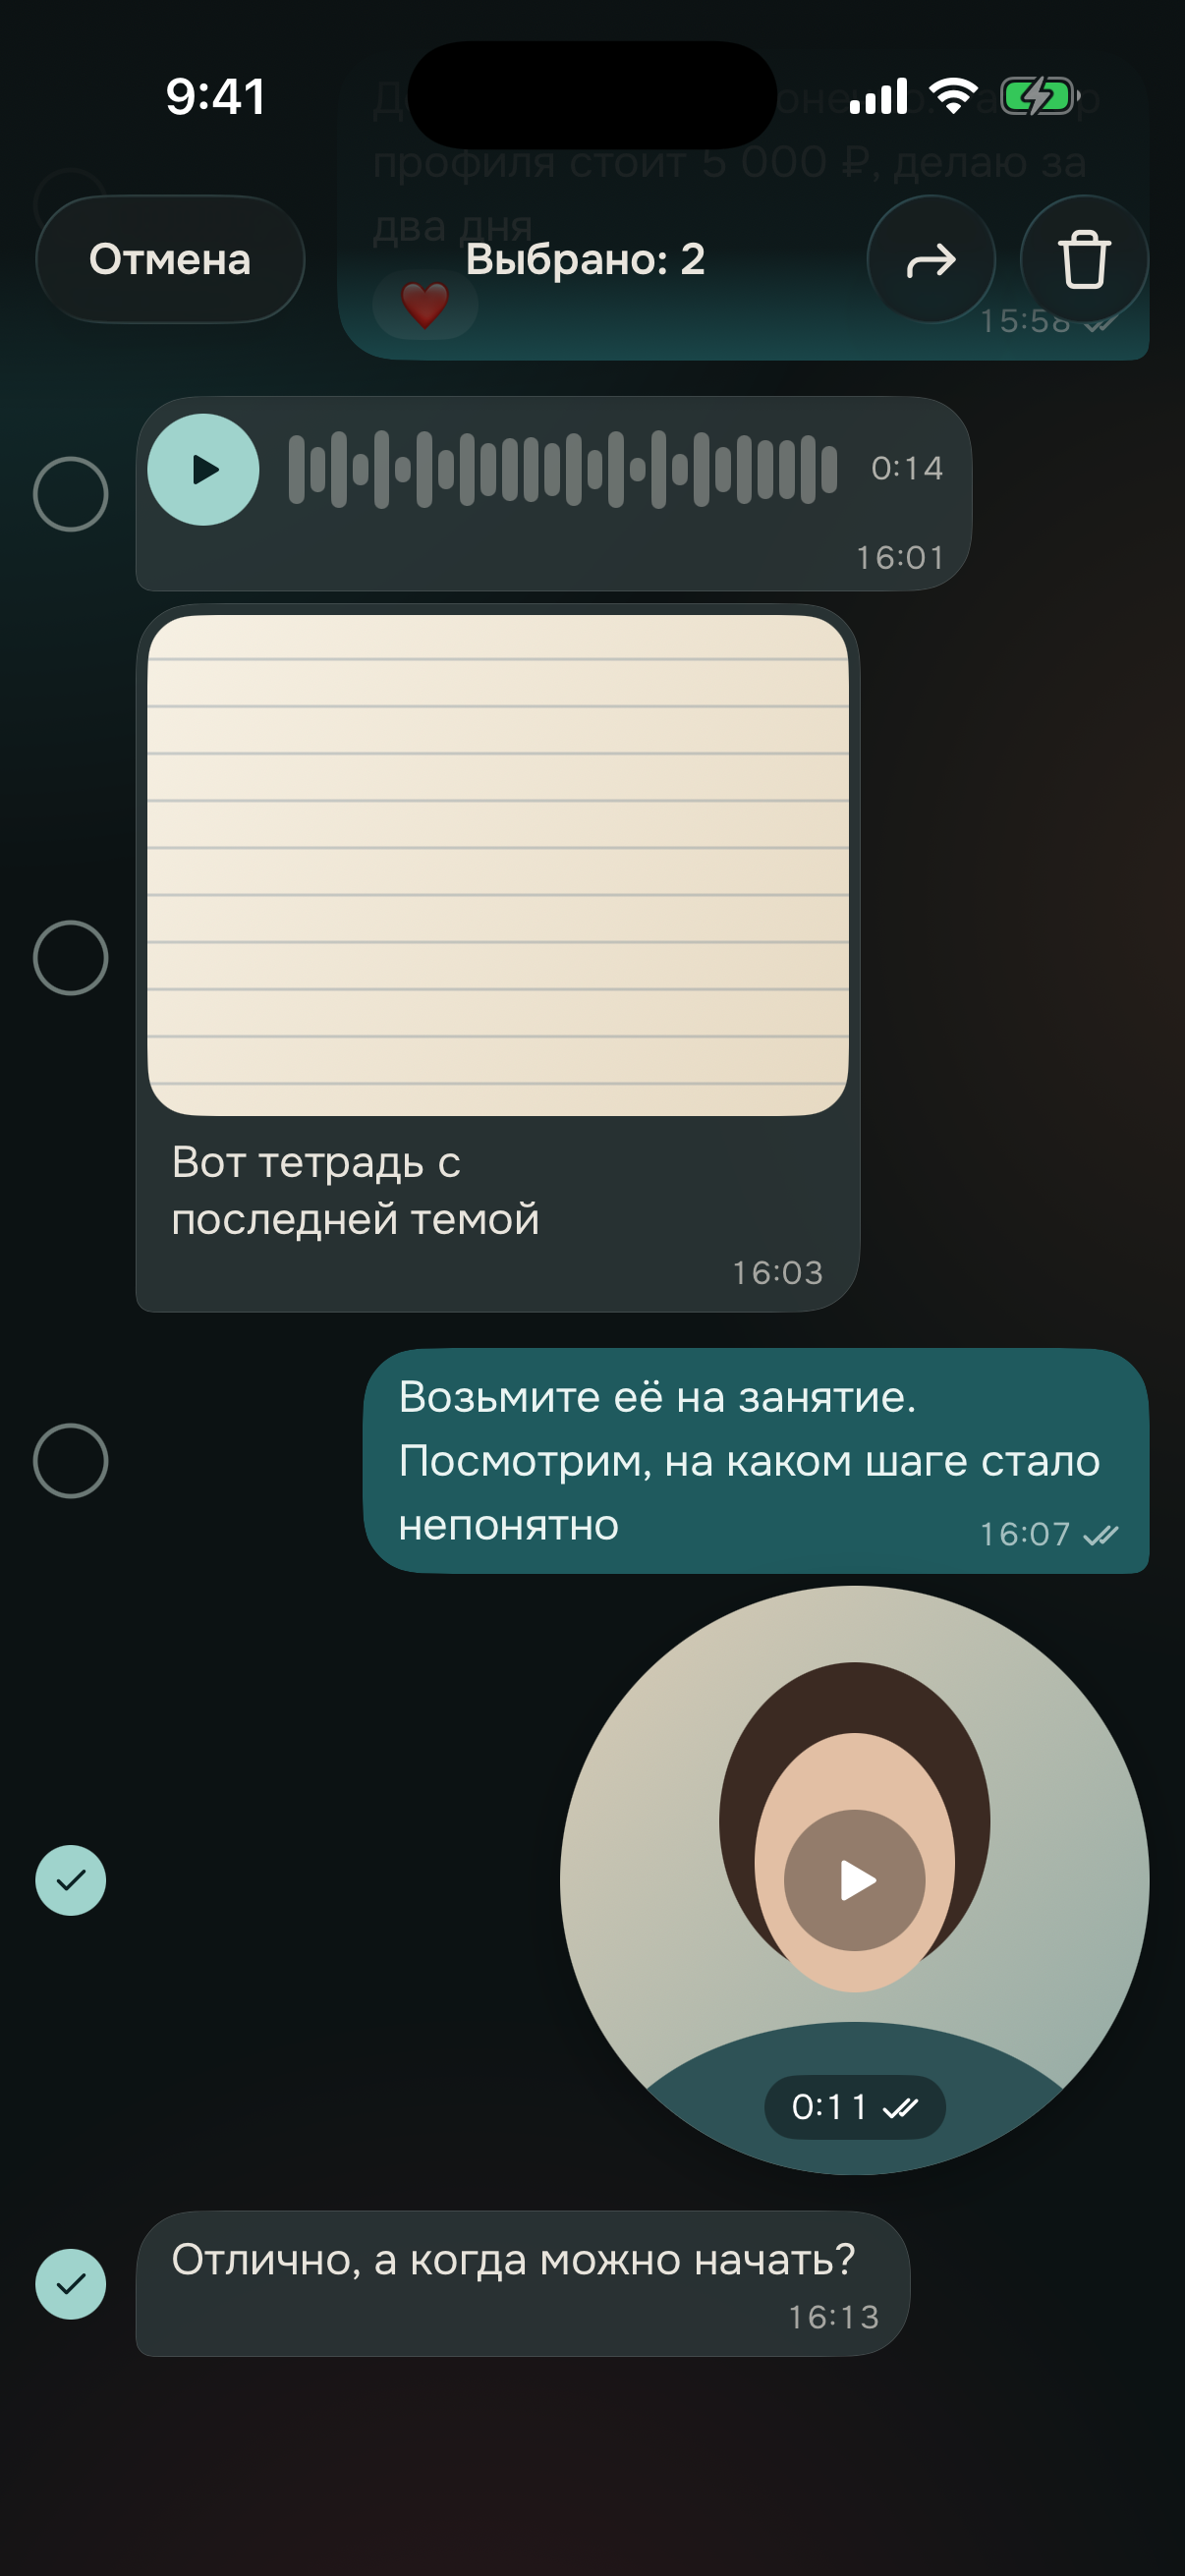 9:41
профиля стоит 5 000 ₽, делаю за
два дня
Отмена
Выбрано: 2
15:58
0:14
16:01
Вот тетрадь с
последней темой
16:03
Возьмите её на занятие.
Посмотрим, на каком шаге стало
непонятно
16:07
0:11
Отлично, а когда можно начать?
16:13